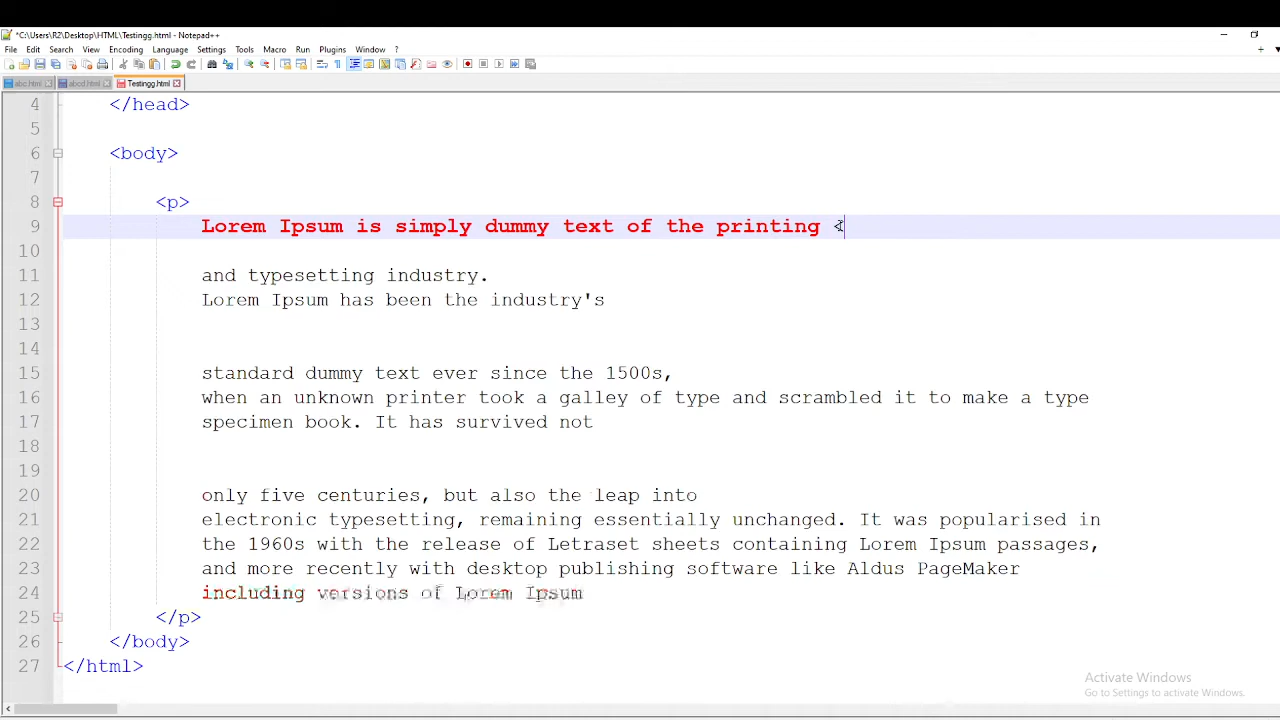 *C:\Users\R2\Desktop\HTML\Testingg.html - Notepad++
File Edit Search View Encoding Language Settings Tools Macro Run Plugins Window ?
abc.html abcd.html Testingg.html
4 </head>
5
6 <body>
7
8 <p>
9 Lorem Ipsum is simply dummy text of the printing <
10
11 and typesetting industry.
12 Lorem Ipsum has been the industry's
13
14
15 standard dummy text ever since the 1500s,
16 when an unknown printer took a galley of type and scrambled it to make a type
17 specimen book. It has survived not
18
19
20 only five centuries, but also the leap into
21 electronic typesetting, remaining essentially unchanged. It was popularised in
22 the 1960s with the release of Letraset sheets containing Lorem Ipsum passages,
23 and more recently with desktop publishing software like Aldus PageMaker
24 including versions of Lorem Ipsum
25 </p>
26 </body>
27 </html>
Activate Windows
Go to Settings to activate Windows.